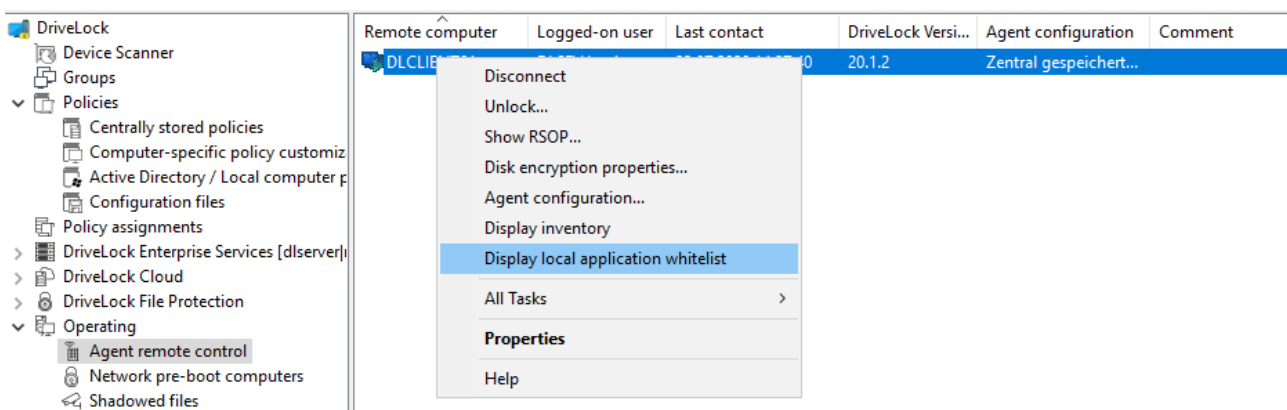 DriveLock
Device Scanner
Groups
Policies
Centrally stored policies
Computer-specific policy customiz
Active Directory / Local computer p
Configuration files
Policy assignments
DriveLock Enterprise Services [dlserver
DriveLock Cloud
DriveLock File Protection
Operating
Agent remote control
Network pre-boot computers
Shadowed files
Remote computer Logged-on user Last contact DriveLock Versi... Agent configuration Comment
20.1.2 Zentral gespeichert...
Disconnect
Unlock...
Show RSOP...
Disk encryption properties...
Agent configuration...
Display inventory
Display local application whitelist
All Tasks
Properties
Help